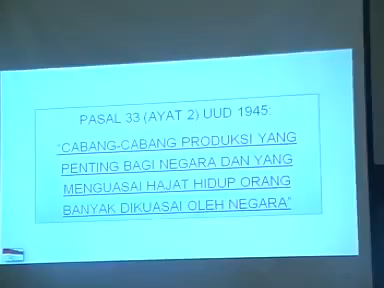 PASAL 33 (AYAT 2) UUD 1945:
"CABANG-CABANG PRODUKSI YANG
PENTING BAGI NEGARA DAN YANG
MENGUASAI HAJAT HIDUP ORANG
BANYAK DIKUASAI OLEH NEGARA"